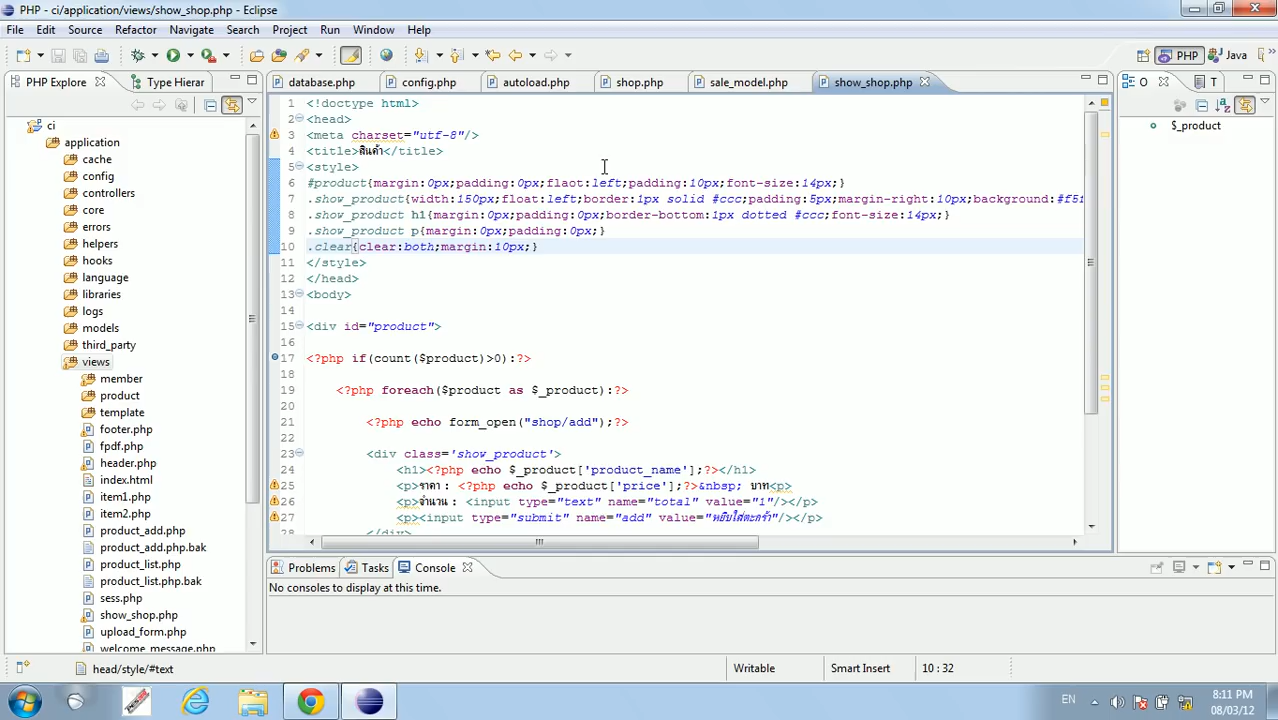 PHP - ci/application/views/show_shop.php - Eclipse
File Edit Source Refactor Navigate Search Project Run Window Help
PHP Java
PHP Explore Type Hierar
database.php config.php autoload.php shop.php sale_model.php show_shop.php
O T
ci
application
cache
config
controllers
core
errors
helpers
hooks
language
libraries
logs
models
third_party
views
member
product
template
footer.php
fpdf.php
header.php
index.html
item1.php
item2.php
product_add.php
product_add.php.bak
product_list.php
product_list.php.bak
sess.php
show_shop.php
upload_form.php
welcome_message.php
1 <!doctype html>
2 <head>
3 <meta charset="utf-8"/>
4 <title>สินค้า</title>
5 <style>
6 #product{margin:0px;padding:0px;flaot:left;padding:10px;font-size:14px;}
7 .show_product{width:150px;float:left;border:1px solid #ccc;padding:5px;margin-right:10px;background:#f5f
8 .show_product h1{margin:0px;padding:0px;border-bottom:1px dotted #ccc;font-size:14px;}
9 .show_product p{margin:0px;padding:0px;}
10 .clear{clear:both;margin:10px;}
11 </style>
12 </head>
13 <body>
14
15 <div id="product">
16
17 <?php if(count($product)>0):?>
18
19 <?php foreach($product as $_product):?>
20
21 <?php echo form_open("shop/add");?>
22
23 <div class='show_product'>
24 <h1><?php echo $_product['product_name'];?></h1>
25 <p>ราคา : <?php echo $_product['price'];?>&nbsp; บาท<p>
26 <p>จำนวน : <input type="text" name="total" value="1"/></p>
27 <p><input type="submit" name="add" value="หยิบใส่ตะกร้า"/></p>
28 </div>
$_product
Problems Tasks Console
No consoles to display at this time.
head/style/#text Writable Smart Insert 10 : 32
EN 8:11 PM
08/03/12